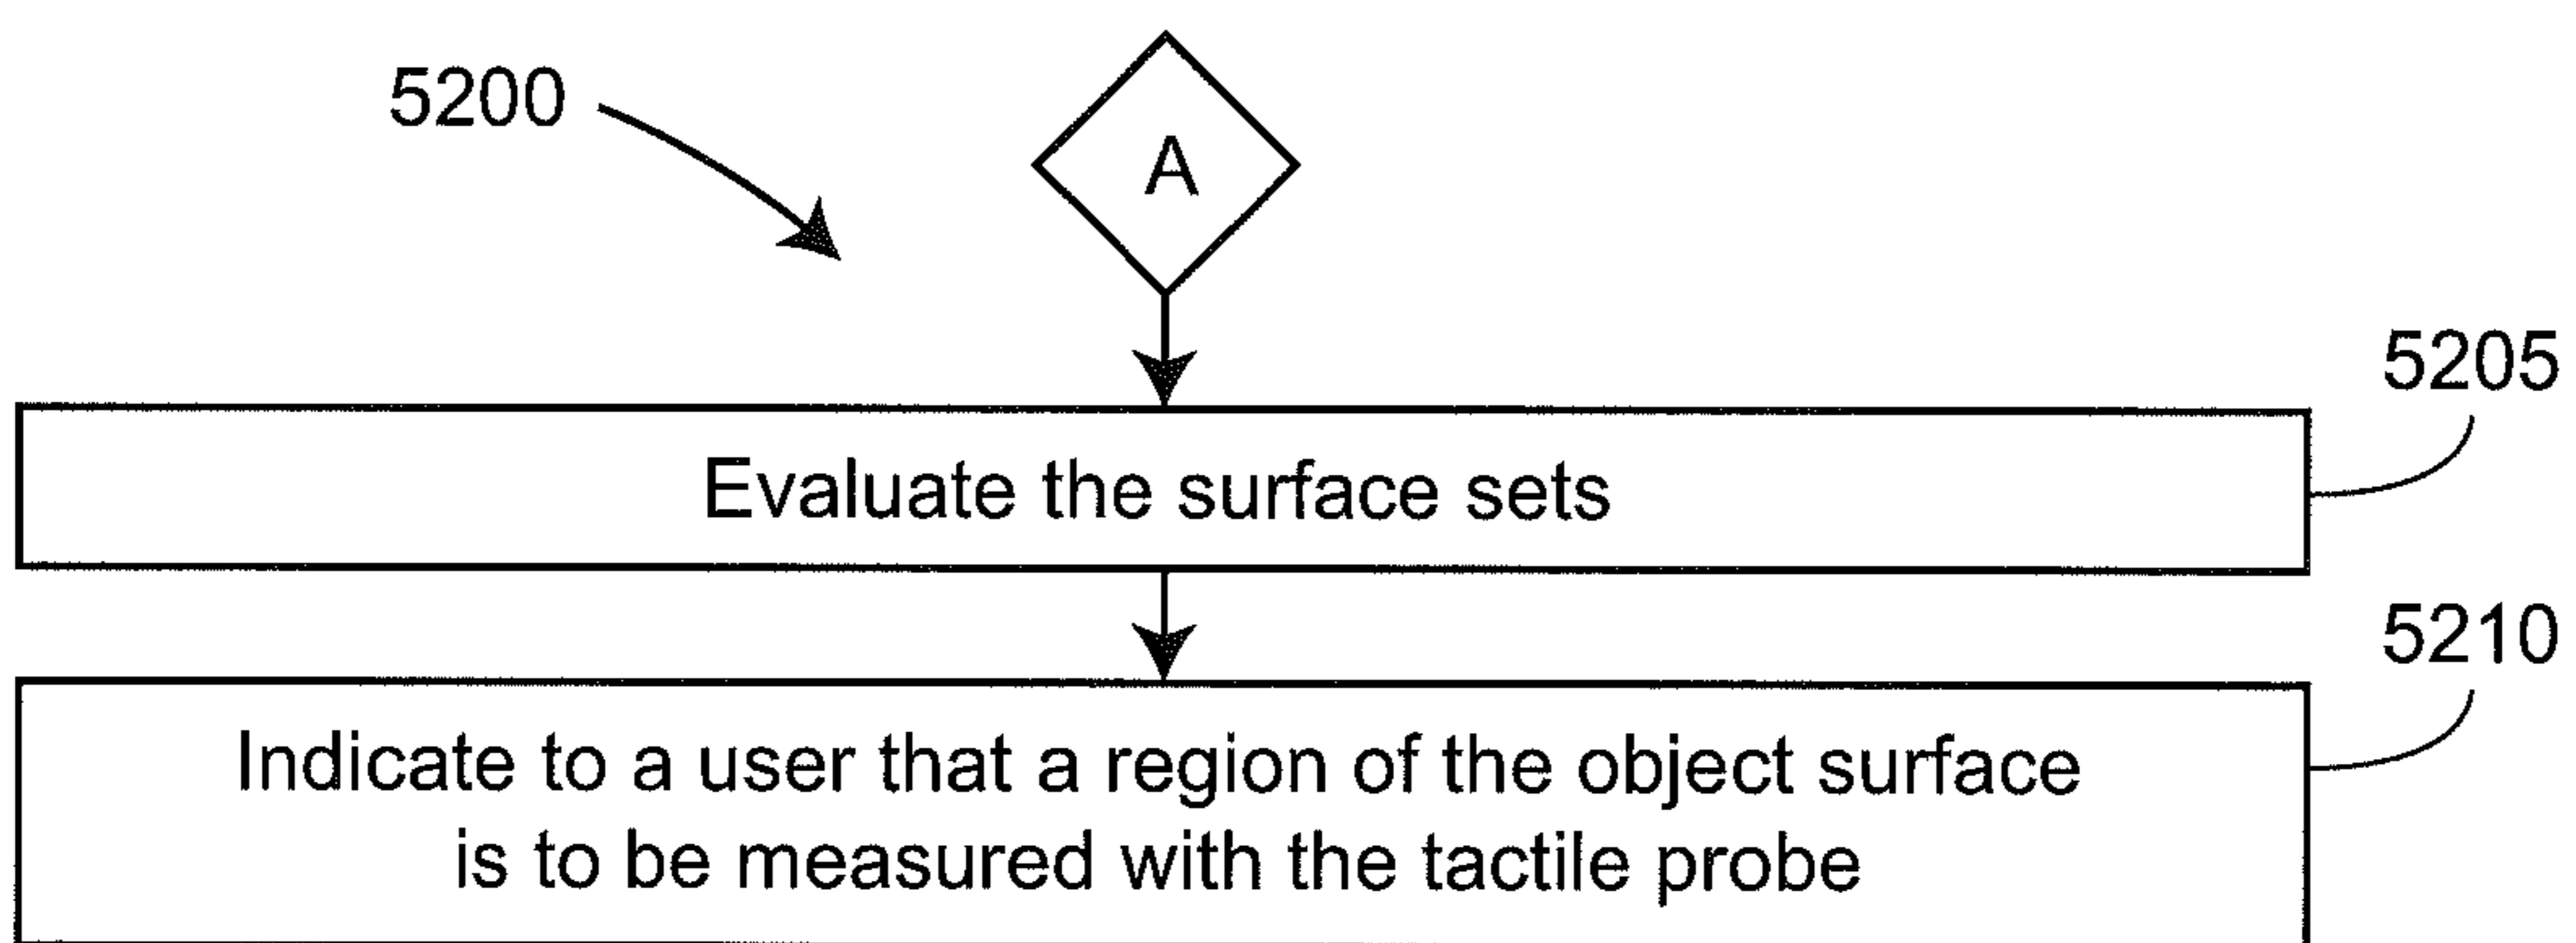 5200
A
5205
Evaluate the surface sets
5210
Indicate to a user that a region of the object surface
is to be measured with the tactile probe